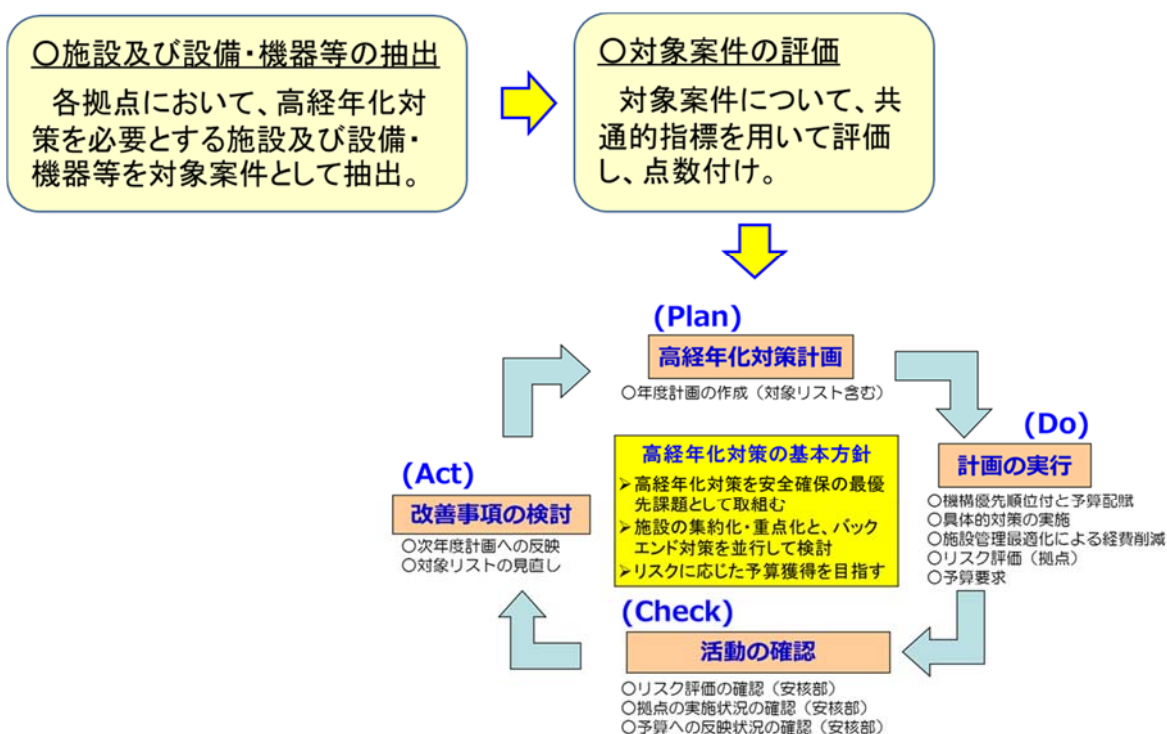 〇施設及び設備・機器等の抽出
各拠点において、高経年化対
策を必要とする施設及び設備・
機器等を対象案件として抽出。
〇対象案件の評価
対象案件について、共
通的指標を用いて評価
し、点数付け。
(Plan)
高経年化対策計画
〇年度計画の作成（対象リスト含む）
(Do)
計画の実行
〇機構優先順位付と予算配賦
〇具体的対策の実施
〇施設管理最適化による経費削減
〇リスク評価（拠点）
〇予算要求
高経年化対策の基本方針
➢高経年化対策を安全確保の最優
先課題として取組む
➢施設の集約化・重点化と、バック
エンド対策を並行して検討
➢リスクに応じた予算獲得を目指す
(Act)
改善事項の検討
〇次年度計画への反映
〇対象リストの見直し
(Check)
活動の確認
〇リスク評価の確認（安核部）
〇拠点の実施状況の確認（安核部）
〇予算への反映状況の確認（安核部）